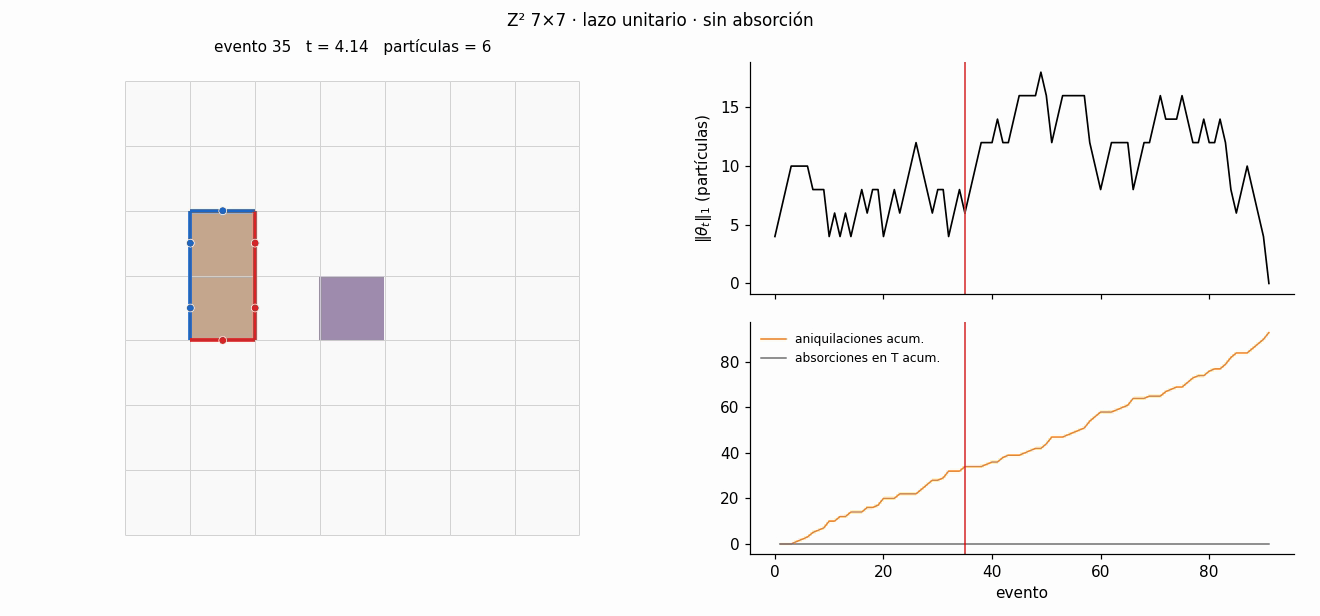 Z² 7×7 · lazo unitario · sin absorción
evento 35   t = 4.14   partículas = 6
‖θₜ‖₁ (partículas)
15
10
5
0
aniquilaciones acum.
absorciones en T acum.
80
60
40
20
0
0 20 40 60 80
evento